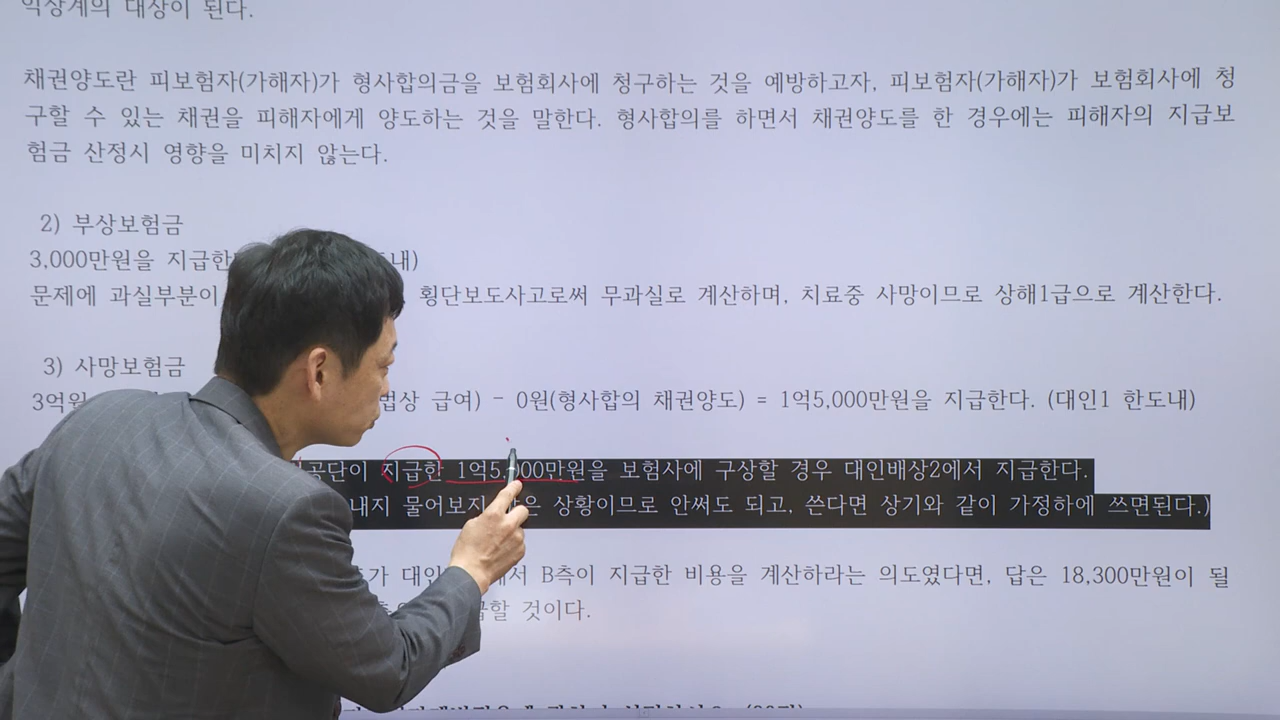 익상계의 대상이 된다.
채권양도란 피보험자(가해자)가 형사합의금을 보험회사에 청구하는 것을 예방하고자, 피보험자(가해자)가 보험회사에 청
구할 수 있는 채권을 피해자에게 양도하는 것을 말한다. 형사합의를 하면서 채권양도를 한 경우에는 피해자의 지급보
험금 산정시 영향을 미치지 않는다.
2) 부상보험금
3,000만원을 지급한 내)
문제에 과실부분이 횡단보도사고로써 무과실로 계산하며, 치료중 사망이므로 상해1급으로 계산한다.
3) 사망보험금
3억원 급여) - 0원(형사합의 채권양도) = 1억5,000만원을 지급한다. (대인1 한도내)
공단이 지급한 1억5,000만원을 보험사에 구상할 경우 대인배상2에서 지급한다.
내지 물어보지 은 상황이므로 안써도 되고, 쓴다면 상기와 같이 가정하에 쓰면된다.)
가 서 B측이 지급한 비용을 계산하라는 의도였다면, 답은 18,300만원이 될
할 것이다.